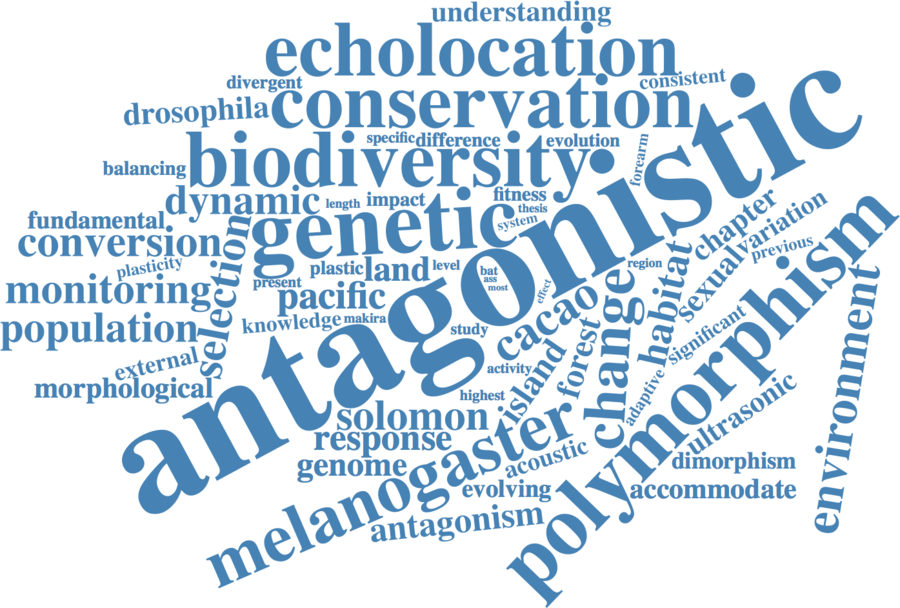 understanding
echolocation
divergent
consistent
conservation
drosophila
specific
difference
evolution
biodiversity
balancing
forearm
antagonistic
dynamic
length
impact
fitness
thesis
system
fundamental
genetic
conversion
selection
chapter
variation
sexual
previous
polymorphism
plasticity
plastic
land
level
bat
ass
most
region
habitat
monitoring
present
pacific
effect
cacao
change
environment
population
knowledge
makira
study
forest
significant
external
activity
island
adaptive
morphological
highest
ultrasonic
solomon
response
melanogaster
genome
acoustic
dimorphism
evolving
accommodate
antagonism